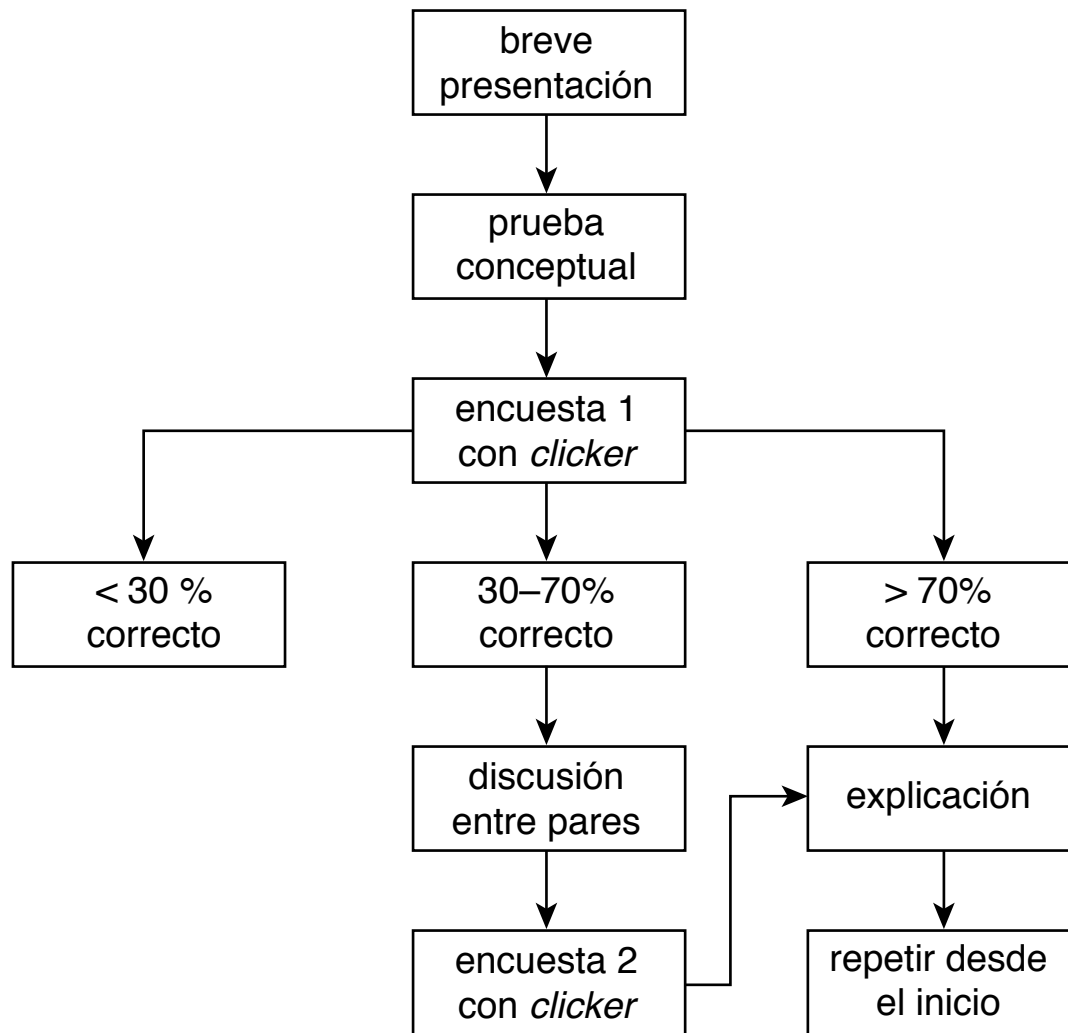 breve
presentación
prueba
conceptual
encuesta 1
con clicker
< 30 %
correcto
30–70%
correcto
> 70%
correcto
discusión
entre pares
explicación
encuesta 2
con clicker
repetir desde
el inicio